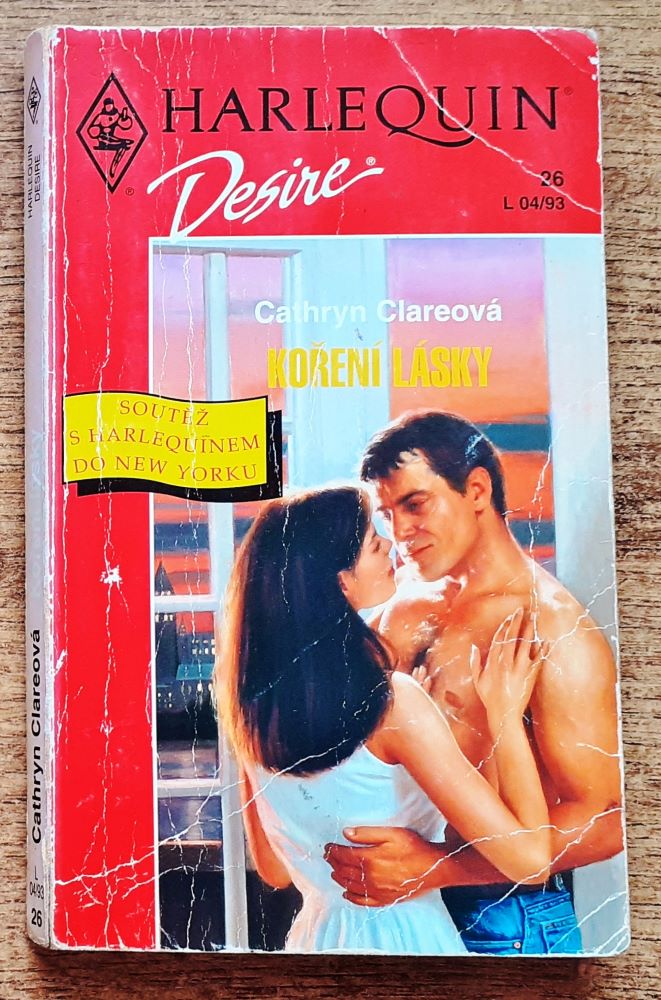 HARLEQUIN
Desire
26
L 04/93
Cathryn Clareová
KOŘENÍ LÁSKY
SOUTĚŽ
S HARLEQUINEM
DO NEW YORKU
HARLEQUIN
DESIRE
LÁSKY
Cathryn Clareová
L
04/93
26